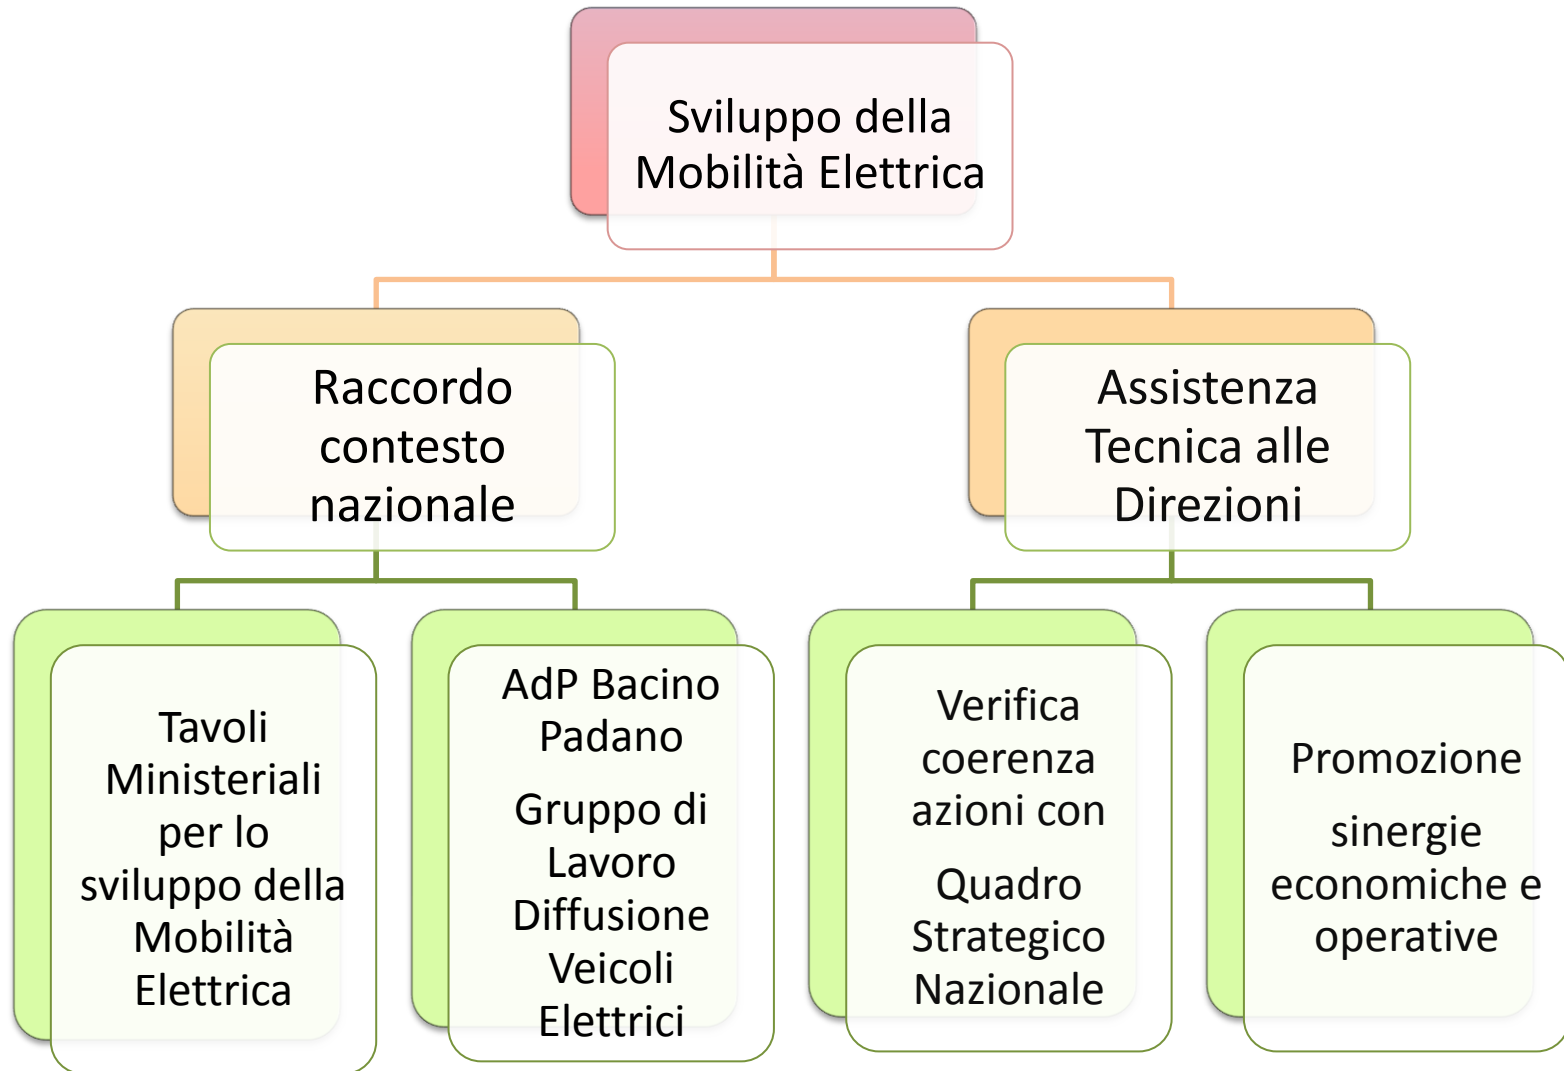 Sviluppo della
Mobilità Elettrica
Raccordo
contesto
nazionale
Assistenza
Tecnica alle
Direzioni
Tavoli
Ministeriali
per lo
sviluppo della
Mobilità
Elettrica
AdP Bacino
Padano
Gruppo di
Lavoro
Diffusione
Veicoli
Elettrici
Verifica
coerenza
azioni con
Quadro
Strategico
Nazionale
Promozione
sinergie
economiche e
operative